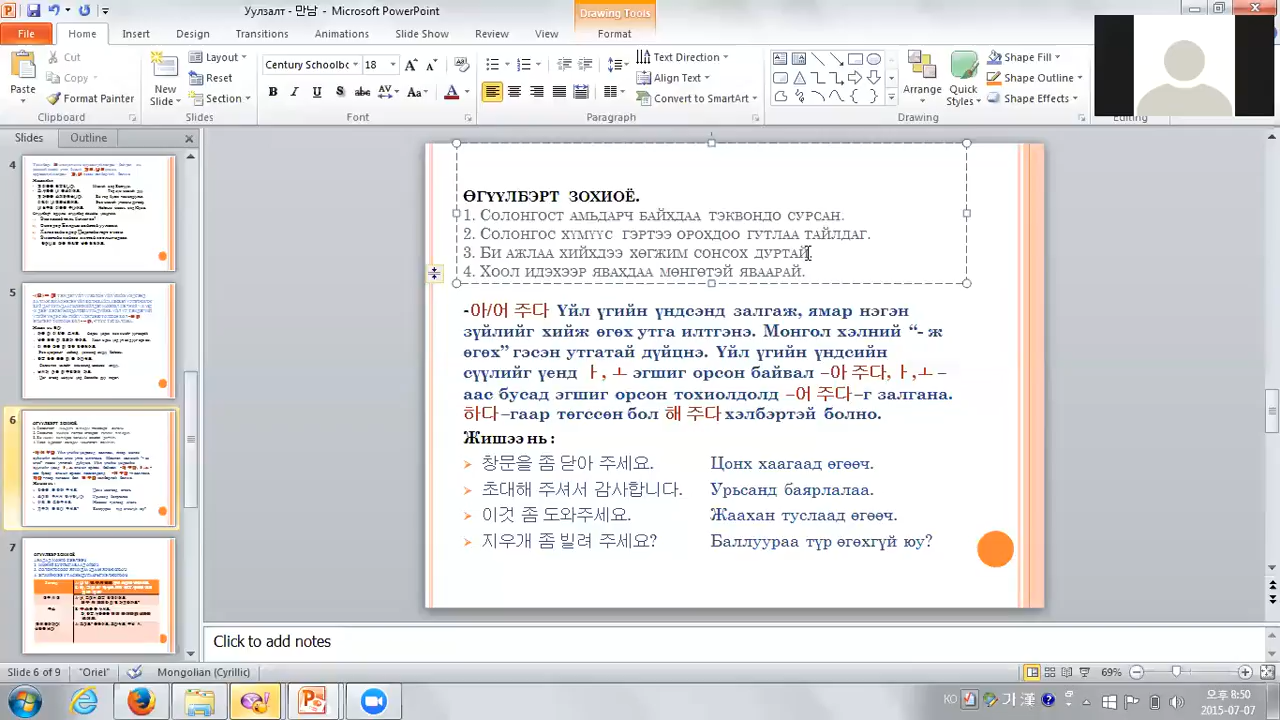 Уулзалт - 만남 - Microsoft PowerPoint
Drawing Tools
File Home Insert Design Transitions Animations Slide Show Review View Format
Paste
Cut
Copy
Format Painter
Clipboard
New Slide
Layout
Reset
Section
Slides
Century Schoolbc 18
Font
Text Direction
Align Text
Convert to SmartArt
Paragraph
Arrange
Quick Styles
Shape Fill
Shape Outline
Shape Effects
Drawing
Editing
Slides Outline
4
5
6
7
ӨГҮҮЛБЭРТ ЗОХИОЁ.
1. СОЛОНГОСТ АМЬДАРЧ БАЙХДАА ТЭКВОНДО СУРСАН.
2. СОЛОНГОС ХҮМҮҮС ГЭРТЭЭ ОРОХДОО ГУТЛАА ТАЙЛДАГ.
3. БИ АЖЛАА ХИЙХДЭЭ ХӨГЖИМ СОНСОХ ДУРТАЙ
4. ХООЛ ИДЭХЭЭР ЯВАХДАА МӨНГӨТЭЙ ЯВААРАЙ.
-아/어 주다 –Үйл үгийн үндсэнд залгаж ямар нэгэн
зүйлийг хийж өгөх утга илтгэнэ. Монгол хэлний “- ж
өгөх” гэсэн утгатай дүйцнэ. Үйл үгийн үндсийн
сүүлийн үенд ㅏ, ㅗ эгшиг орсон байвал –아 주다, ㅏ,ㅗ –
аас бусад эгшиг орсон тохиолдолд –어 주다 –г залгана.
하다–гаар төгссөн бол 해 주다 хэлбэртэй болно.
Жишээ нь:
창문을 좀 닫아 주세요. Цонх хаагаад өгөөч.
초대해 주셔서 감사합니다. Урьсанд баярлалаа.
이것 좀 도와주세요. Жаахан туслаад өгөөч.
지우개 좀 빌려 주세요? Баллуураа түр өгөхгүй юу?
Click to add notes
Slide 6 of 9 "Oriel" Mongolian (Cyrillic) 69%
KO 가 漢
오후 8:50
2015-07-07